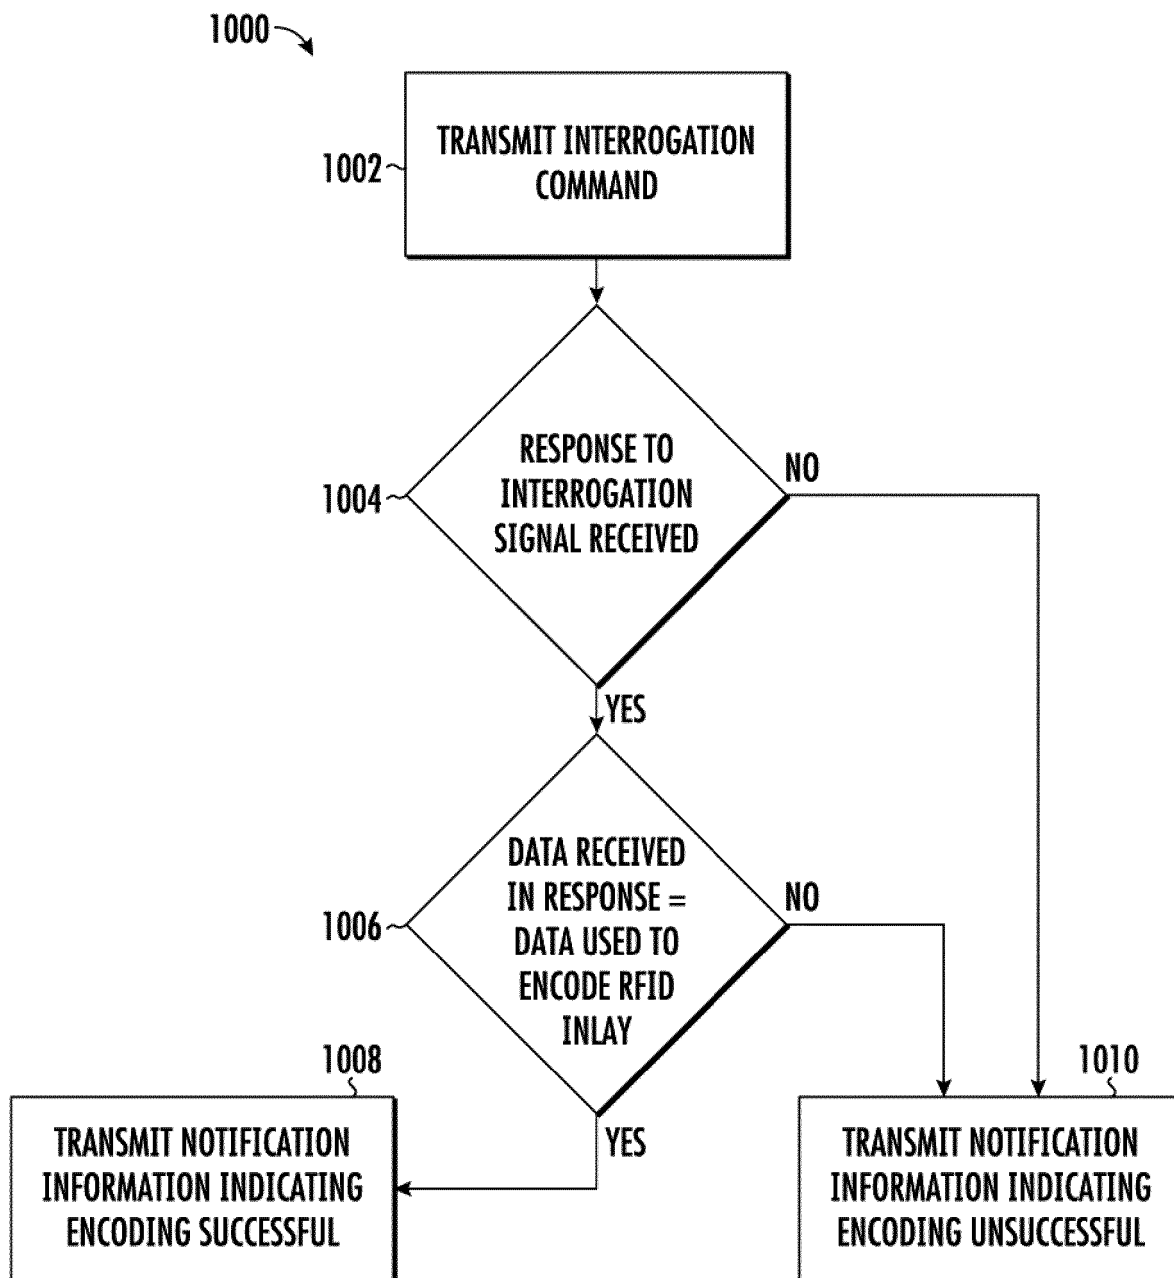 1000
TRANSMIT INTERROGATION
COMMAND
1002
RESPONSE TO
INTERROGATION
SIGNAL RECEIVED
1004
NO
YES
DATA RECEIVED
IN RESPONSE =
DATA USED TO
ENCODE RFID
INLAY
1006
NO
YES
1008
TRANSMIT NOTIFICATION
INFORMATION INDICATING
ENCODING SUCCESSFUL
1010
TRANSMIT NOTIFICATION
INFORMATION INDICATING
ENCODING UNSUCCESSFUL